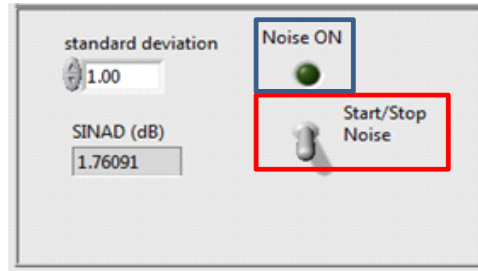 standard deviation
1.00
Noise ON
SINAD (dB)
1.76091
Start/Stop
Noise